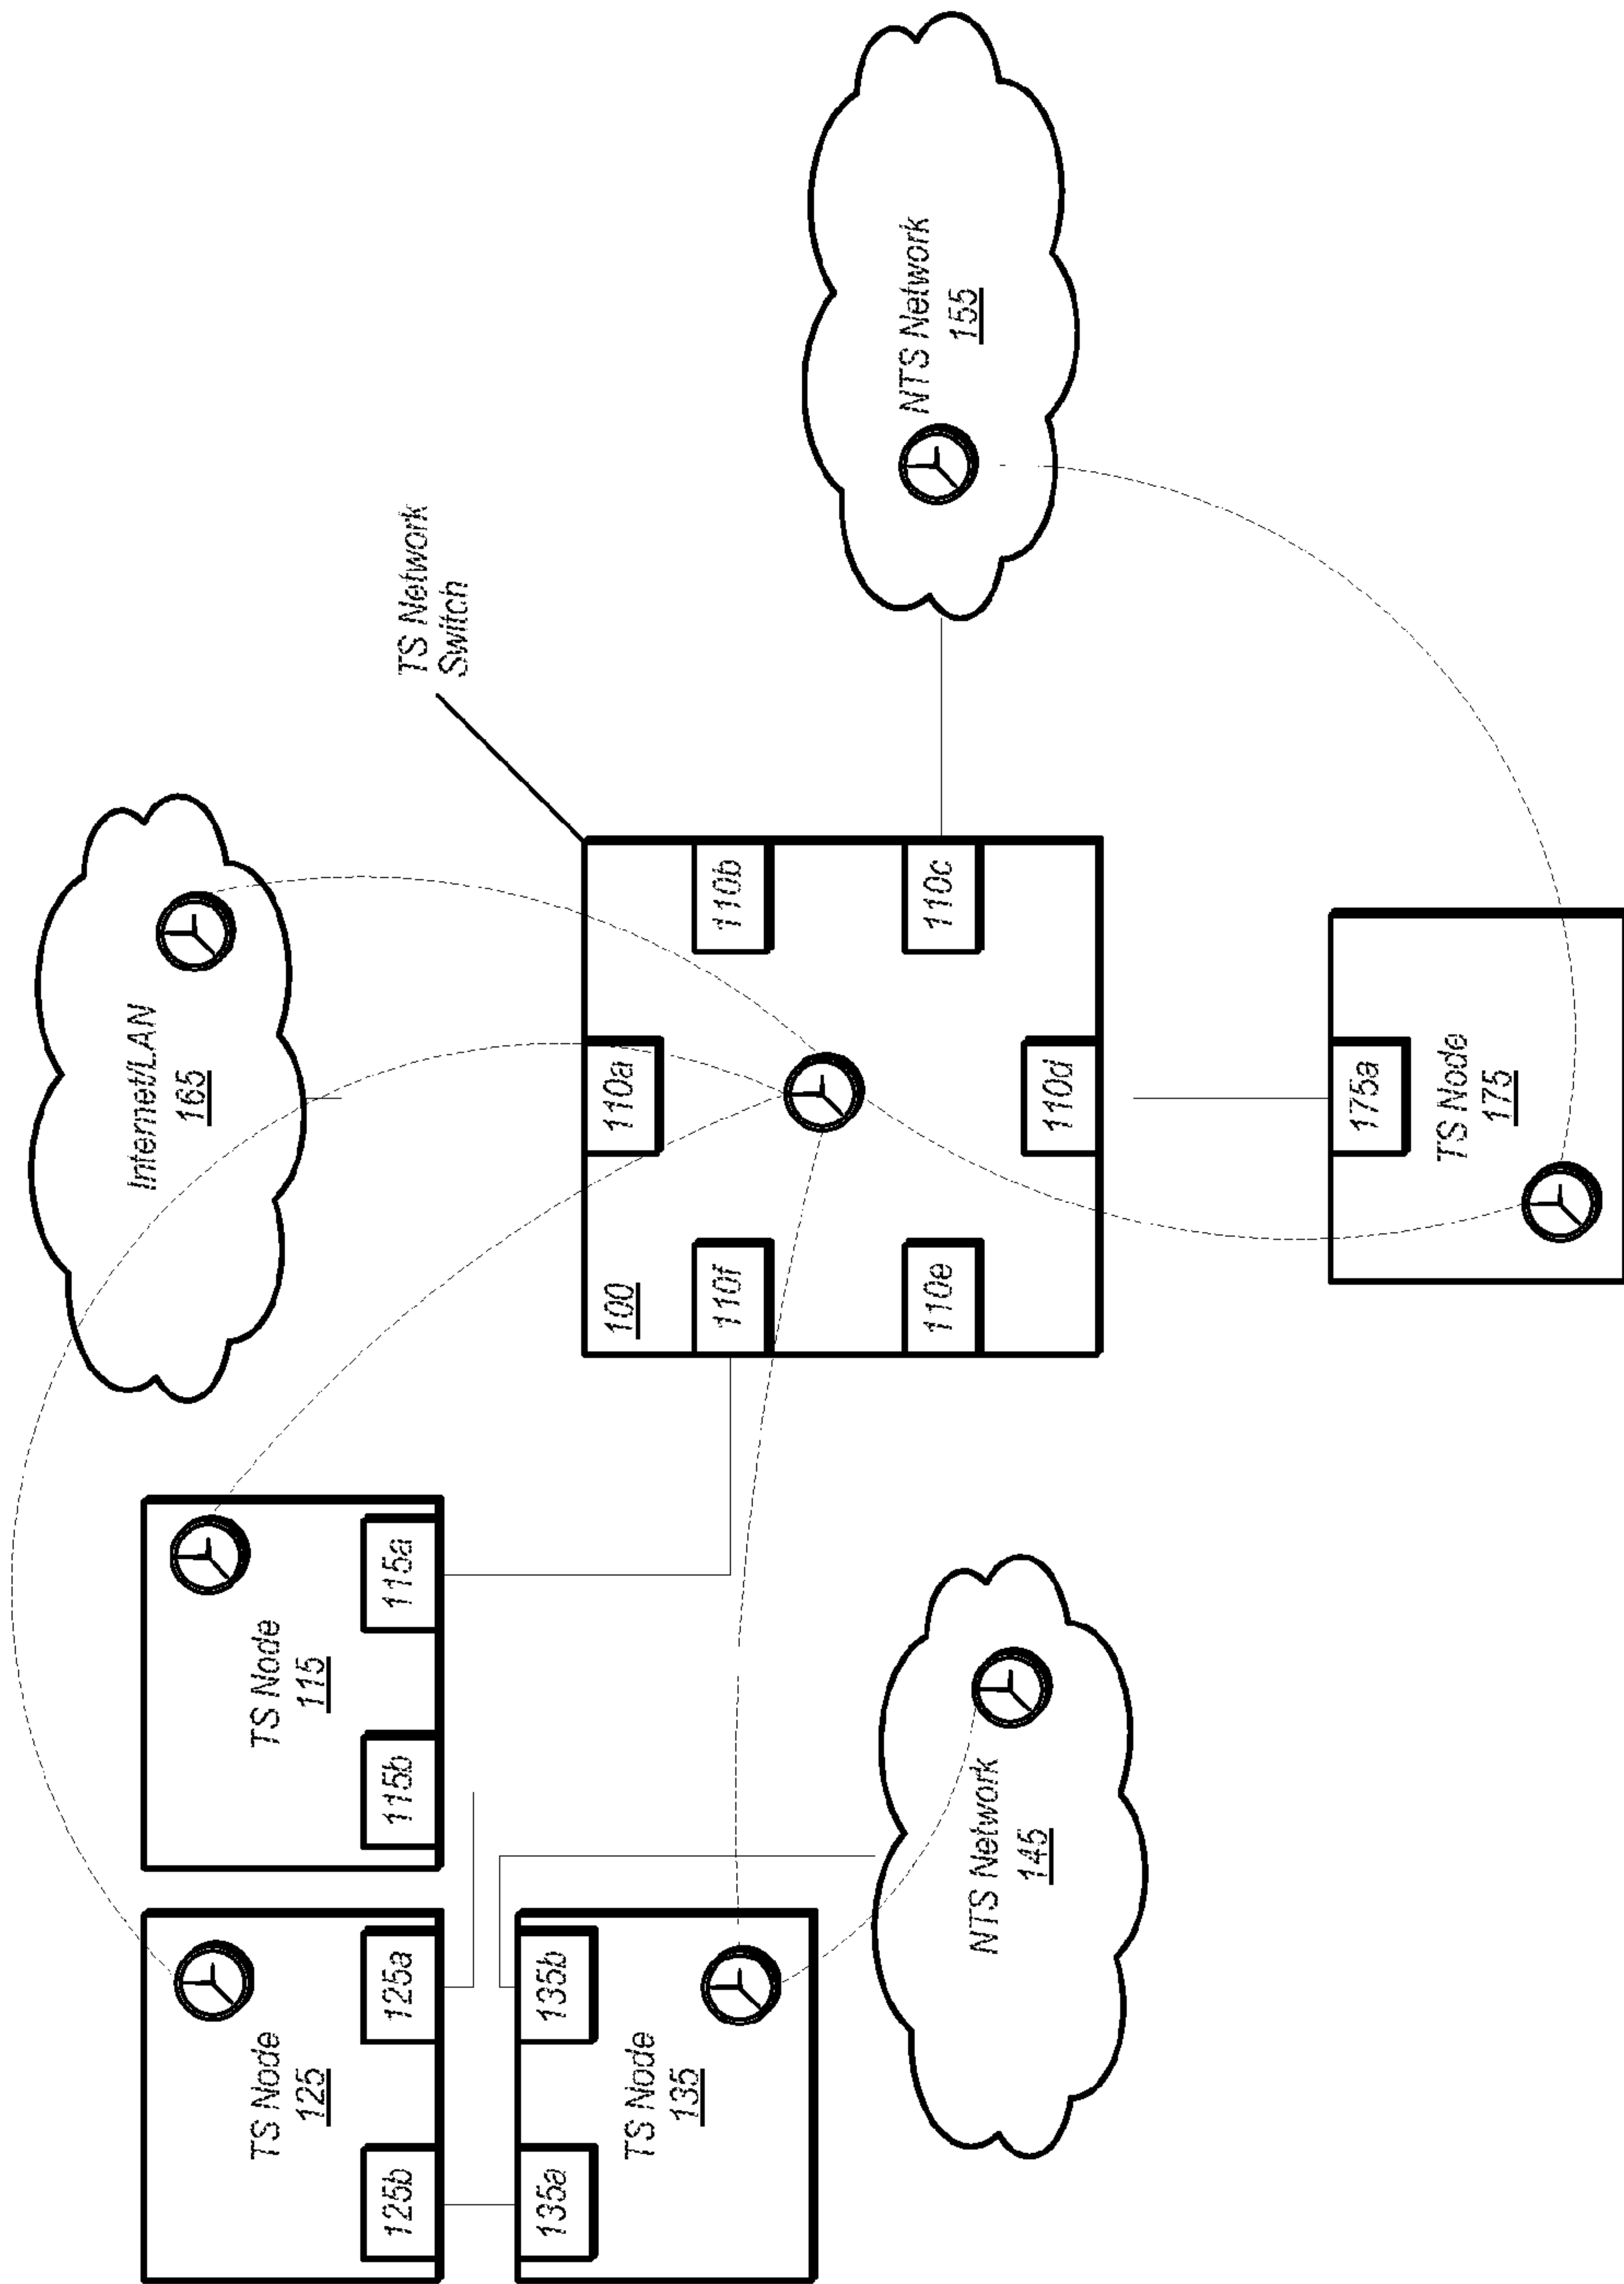 Internet/LAN
165
TS Node
125
TS Node
115
125b
125a
115b
115a
TS Network
Switch
135a
135b
TS Node
135
100
110a
110f
110b
110e
110c
110d
NTS Network
155
NTS Network
145
175a
TS Node
175